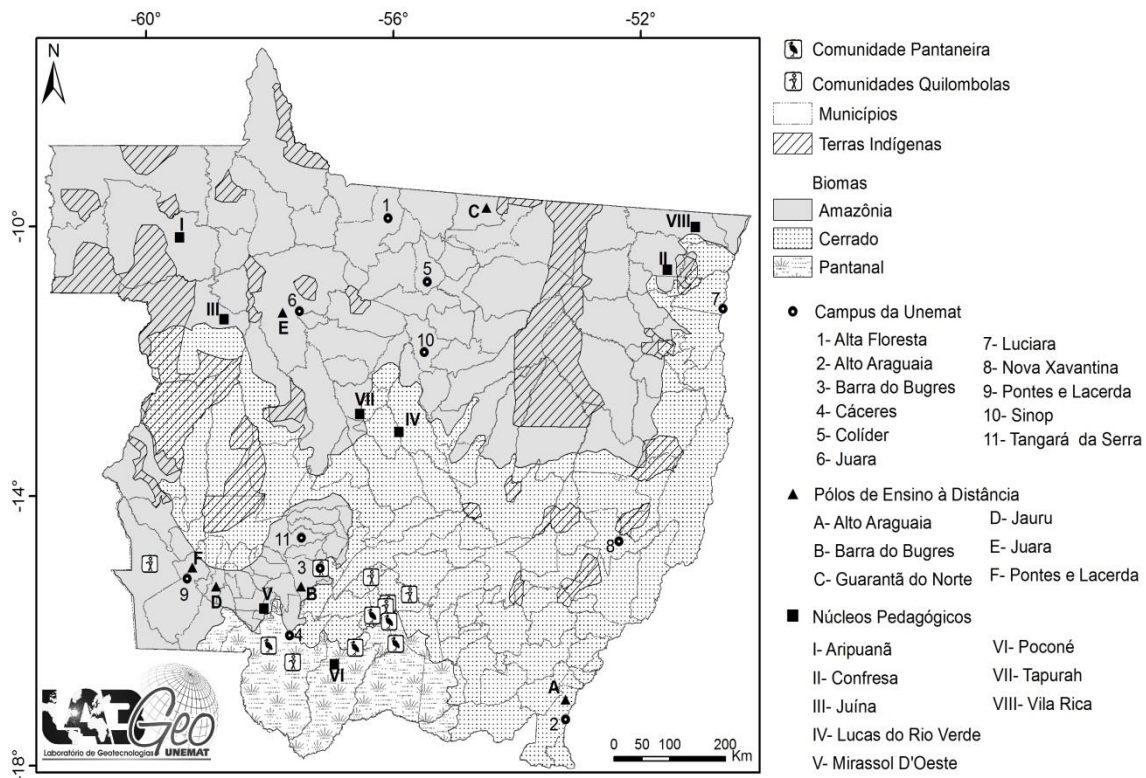 -60°
-56°
-52°
N
-10°
-14°
-18°
I
II
III
IV
V
VI
VII
VIII
1
2
3
4
5
6
7
8
9
10
11
A
B
C
D
E
F
LABGeo
UNEMAT
Laboratório de Geotecnologias
0 50 100 200
Km
Comunidade Pantaneira
Comunidades Quilombolas
Municípios
Terras Indígenas
Biomas
Amazônia
Cerrado
Pantanal
Campus da Unemat
1- Alta Floresta
2- Alto Araguaia
3- Barra do Bugres
4- Cáceres
5- Colíder
6- Juara
7- Luciara
8- Nova Xavantina
9- Pontes e Lacerda
10- Sinop
11- Tangará da Serra
Pólos de Ensino à Distância
A- Alto Araguaia
B- Barra do Bugres
C- Guarantã do Norte
D- Jauru
E- Juara
F- Pontes e Lacerda
Núcleos Pedagógicos
I- Aripuanã
II- Confresa
III- Juína
IV- Lucas do Rio Verde
V- Mirassol D'Oeste
VI- Poconé
VII- Tapurah
VIII- Vila Rica